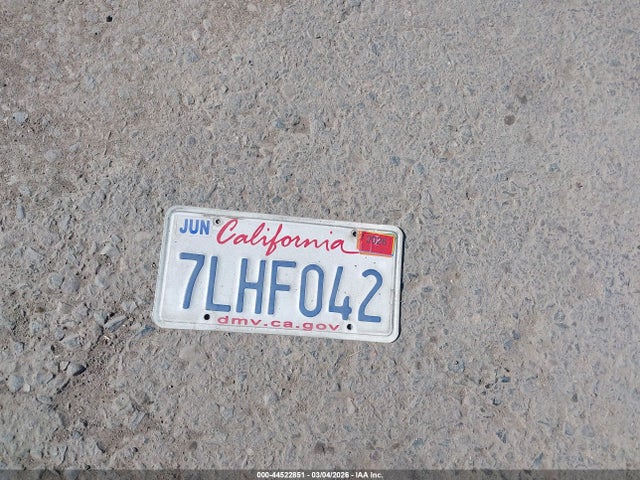 JUN California
7LHF042
dmv.ca.gov
000-44522851 - 03/04/2026 - IAA Inc.